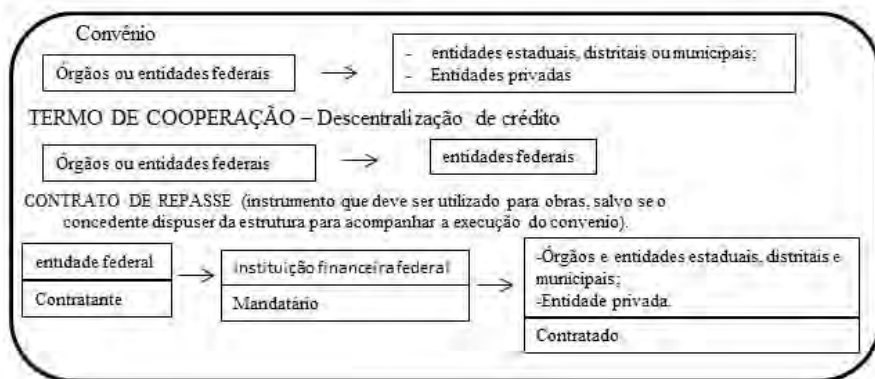 Convênio
Órgãos ou entidades federais
- entidades estaduais, distritais ou municipais;
- Entidades privadas
TERMO DE COOPERAÇÃO – Descentralização de crédito
Órgãos ou entidades federais
entidades federais
CONTRATO DE REPASSE (instrumento que deve ser utilizado para obras, salvo se o
concedente dispuser da estrutura para acompanhar a execução do convenio).
entidade federal
Contratante
Instituição financeira federal
Mandatário
-Órgãos e entidades estaduais, distritais e
municipais;
-Entidade privada.
Contratado